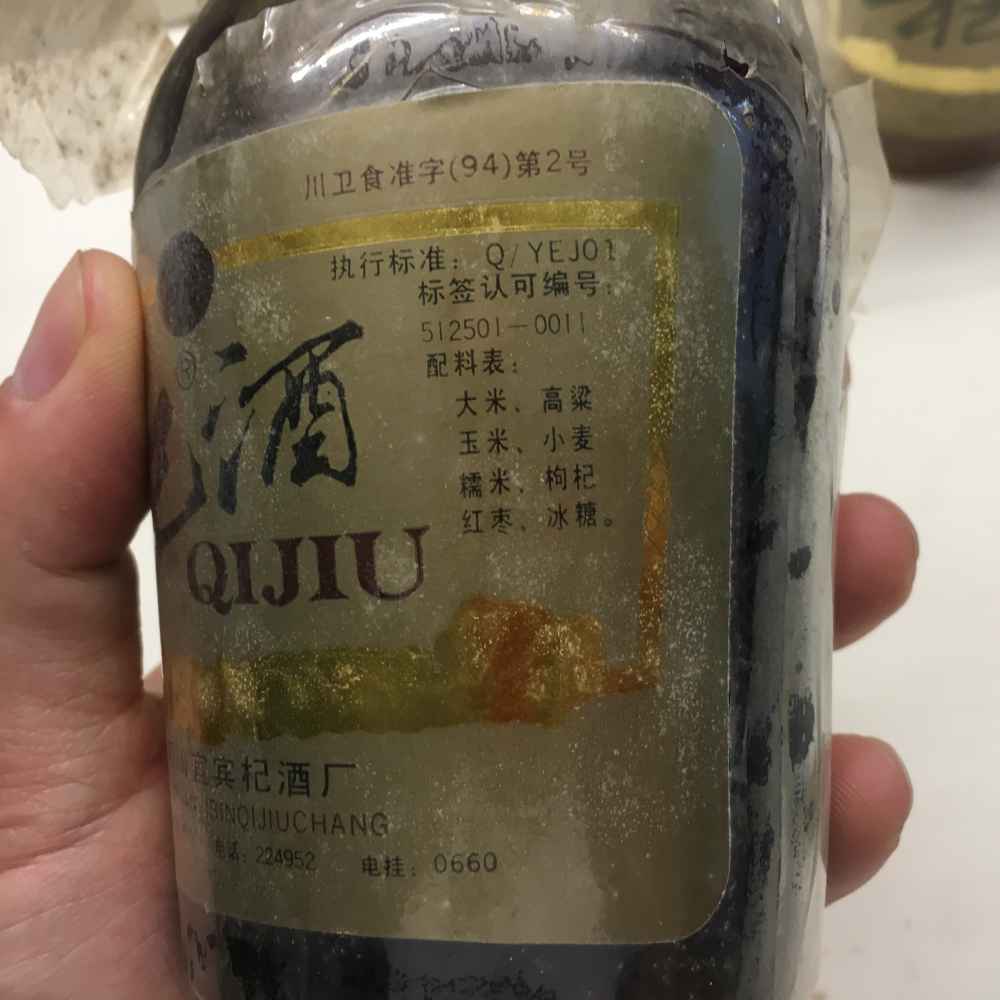 川卫食准字(94)第2号
执行标准: Q/YEJ01
标签认可编号:
512501-0011
配料表:
大米、高粱
玉米、小麦
糯米、枸杞
红枣、冰糖。
®
酒
QIJIU
宜宾杞酒厂
IBINQIJIUCHANG
电话: 224952 电挂: 0660